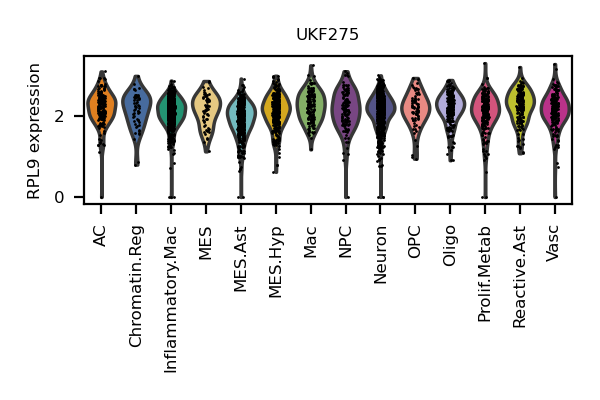 UKF275
RPL9 expression
2
0
AC
Chromatin.Reg
Inflammatory.Mac
MES
MES.Ast
MES.Hyp
Mac
NPC
Neuron
OPC
Oligo
Prolif.Metab
Reactive.Ast
Vasc